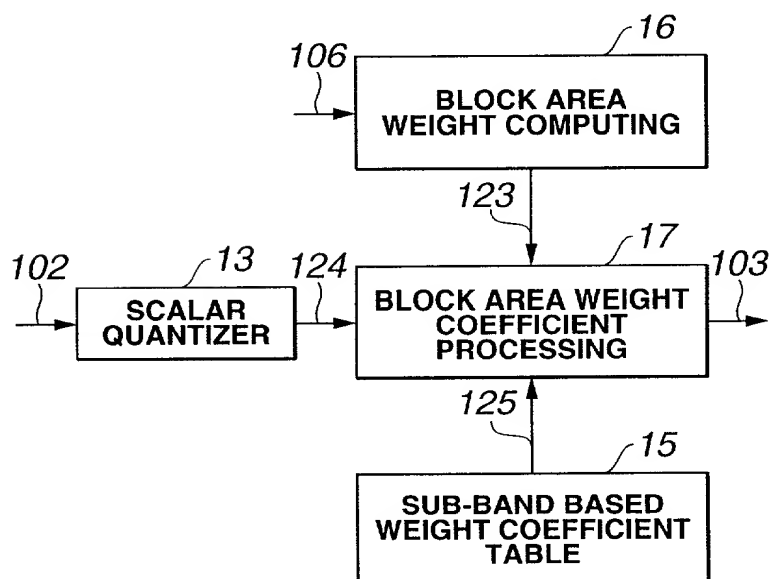 16
106
BLOCK AREA
WEIGHT COMPUTING
123
17
102
13
124
103
SCALAR
QUANTIZER
BLOCK AREA WEIGHT
COEFFICIENT
PROCESSING
125
15
SUB-BAND BASED
WEIGHT COEFFICIENT
TABLE